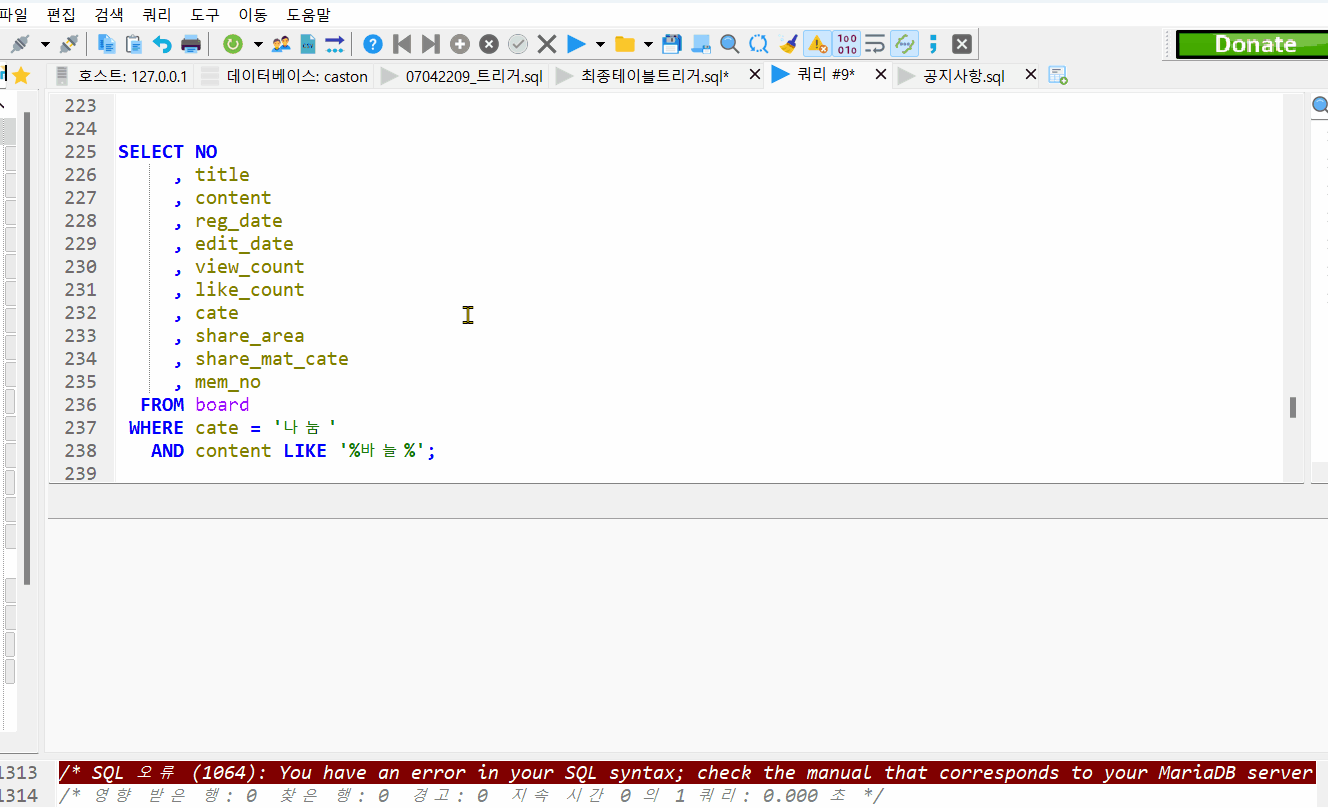 파일 편집 검색 쿼리 도구 이동 도움말
Donate
호스트: 127.0.0.1 데이터베이스: caston 07042209_트리거.sql 최종테이블트리거.sql* 쿼리 #9* 공지사항.sql
223
224
225 SELECT NO
226 , title
227 , content
228 , reg_date
229 , edit_date
230 , view_count
231 , like_count
232 , cate
233 , share_area
234 , share_mat_cate
235 , mem_no
236 FROM board
237 WHERE cate = '나눔'
238 AND content LIKE '%바늘%';
239
1313 /* SQL 오류 (1064): You have an error in your SQL syntax; check the manual that corresponds to your MariaDB server
1314 /* 영향 받은 행: 0 찾은 행: 0 경고: 0 지속 시간 0 의 1 쿼리: 0.000 초 */